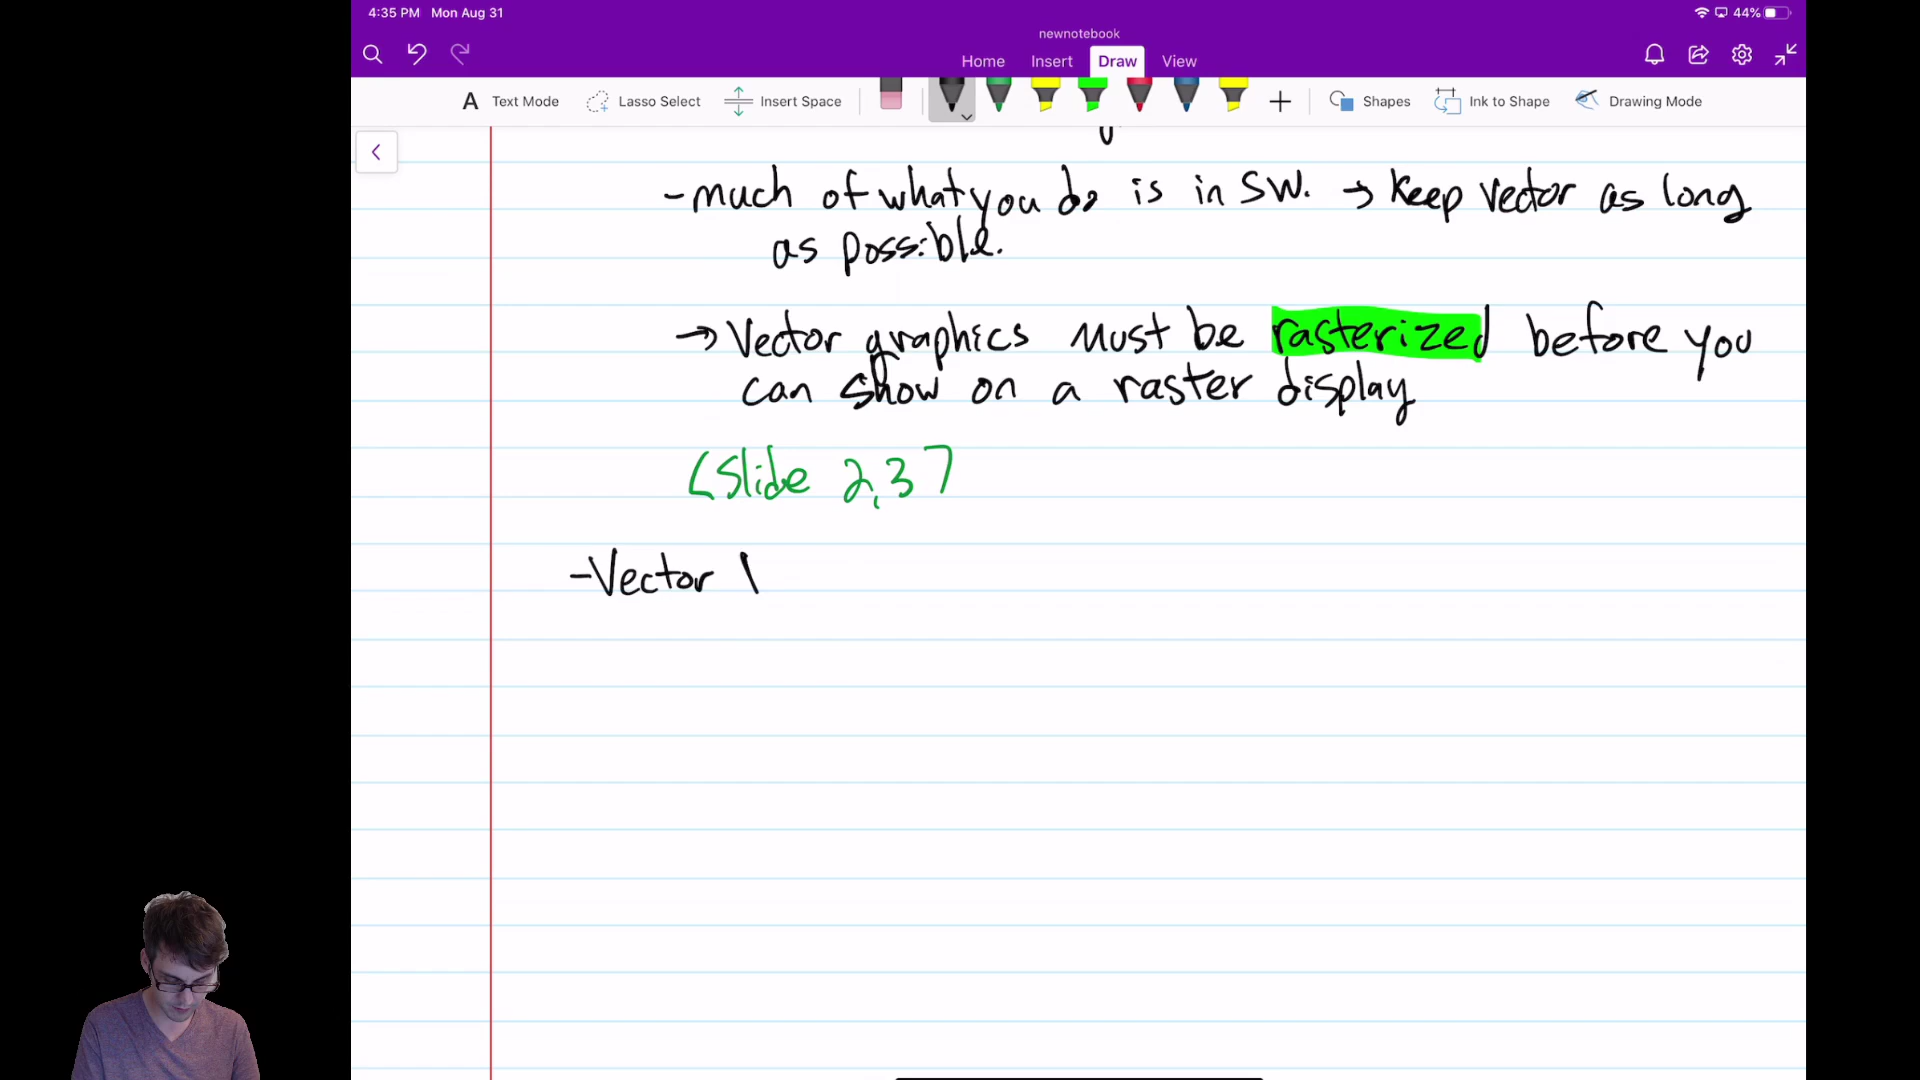 4:35 PM Mon Aug 31
44%
newnotebook
Home Insert Draw View
A Text Mode Lasso Select Insert Space Shapes Ink to Shape Drawing Mode
- much of what you do is in SW. → Keep Vector as long
as possible.
→ Vector graphics must be rasterized before you
can show on a raster display
(Slide 2,3)
- Vector \